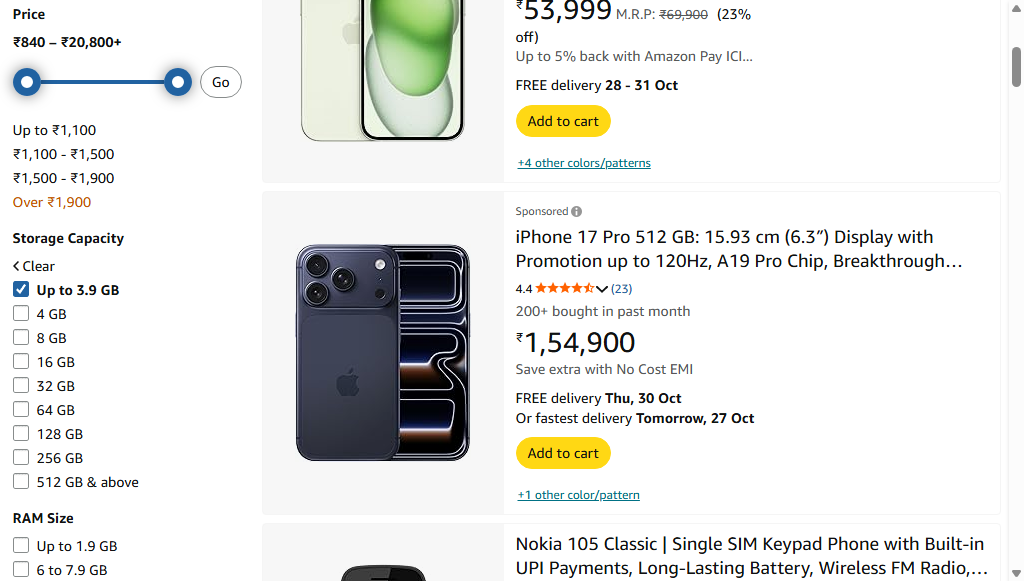 Price
₹840 – ₹20,800+
Go
Up to ₹1,100
₹1,100 - ₹1,500
₹1,500 - ₹1,900
Over ₹1,900
Storage Capacity
Clear
Up to 3.9 GB
4 GB
8 GB
16 GB
32 GB
64 GB
128 GB
256 GB
512 GB & above
RAM Size
Up to 1.9 GB
6 to 7.9 GB
₹53,999 M.R.P: ₹69,900 (23%
off)
Up to 5% back with Amazon Pay ICI…
FREE delivery 28 - 31 Oct
Add to cart
+4 other colors/patterns
Sponsored
iPhone 17 Pro 512 GB: 15.93 cm (6.3″) Display with
Promotion up to 120Hz, A19 Pro Chip, Breakthrough…
4.4 (23)
200+ bought in past month
₹1,54,900
Save extra with No Cost EMI
FREE delivery Thu, 30 Oct
Or fastest delivery Tomorrow, 27 Oct
Add to cart
+1 other color/pattern
Nokia 105 Classic | Single SIM Keypad Phone with Built-in
UPI Payments, Long-Lasting Battery, Wireless FM Radio,…